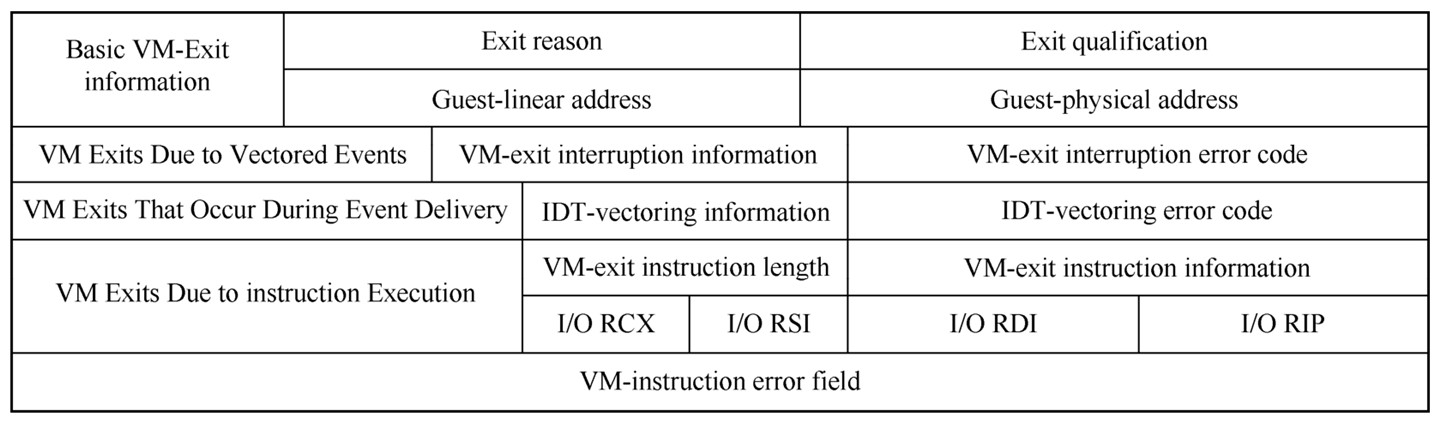 Basic VM-Exit
information
Exit reason
Exit qualification
Guest-linear address
Guest-physical address
VM Exits Due to Vectored Events
VM-exit interruption information
VM-exit interruption error code
VM Exits That Occur During Event Delivery
IDT-vectoring information
IDT-vectoring error code
VM Exits Due to instruction Execution
VM-exit instruction length
VM-exit instruction information
I/O RCX
I/O RSI
I/O RDI
I/O RIP
VM-instruction error field